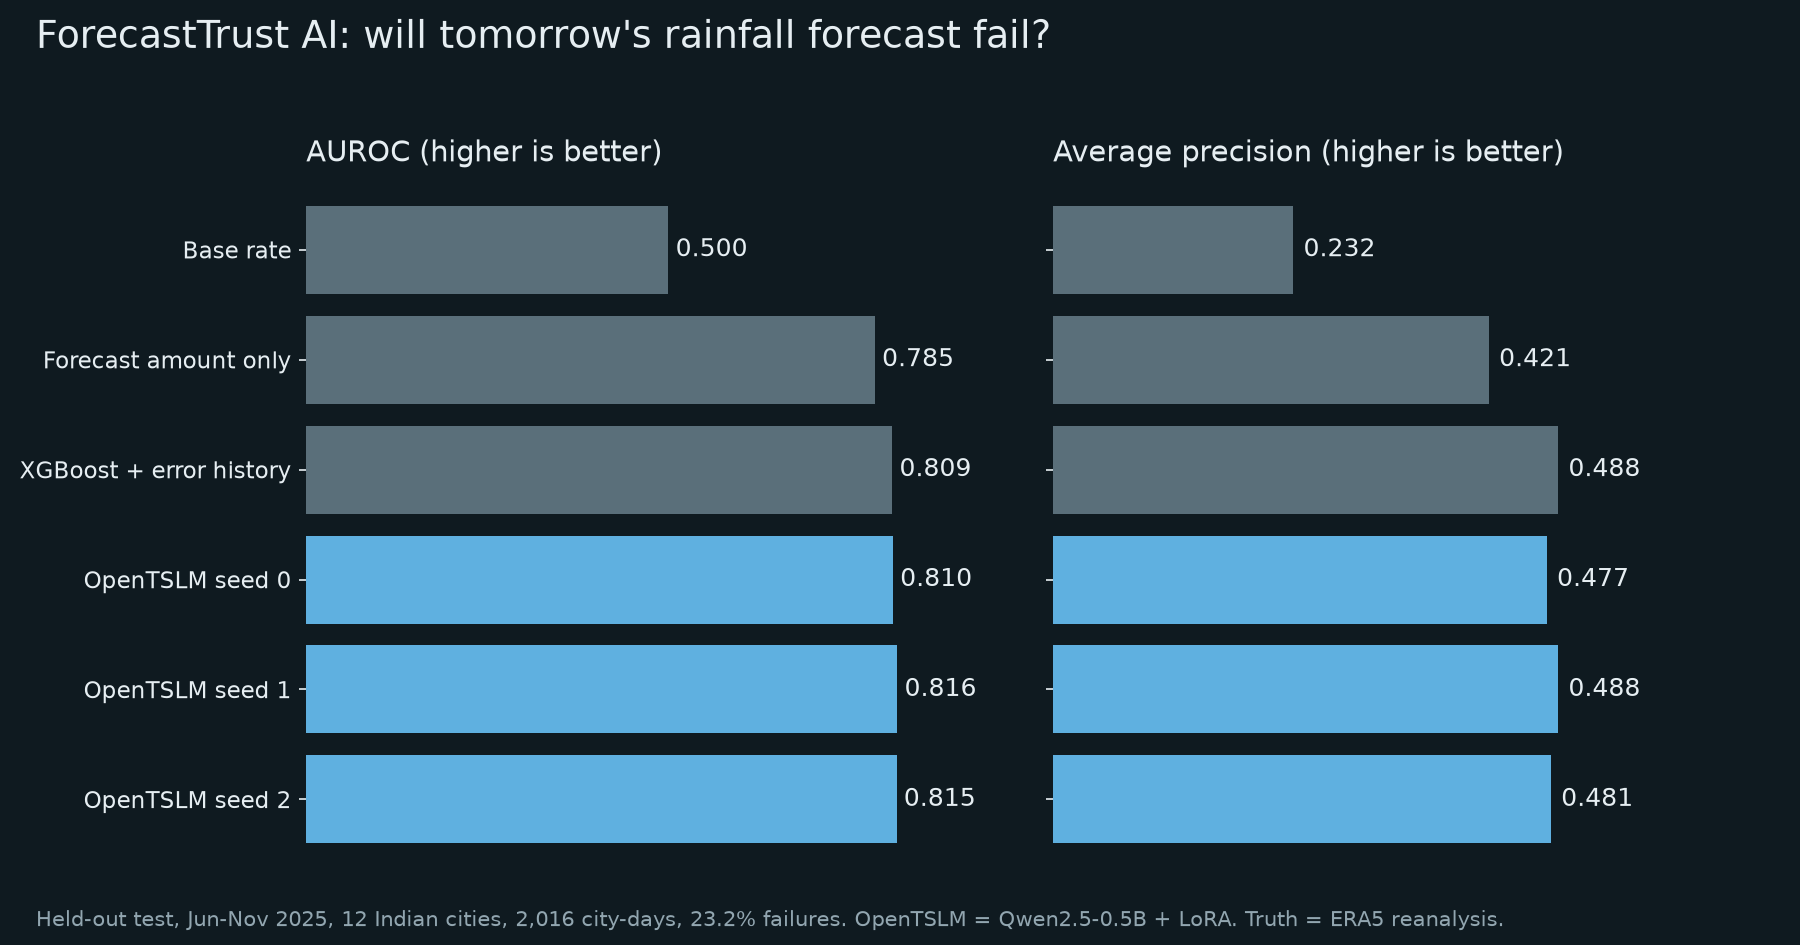 ForecastTrust AI: will tomorrow's rainfall forecast fail?
AUROC (higher is better)
Base rate 0.500
Forecast amount only 0.785
XGBoost + error history 0.809
OpenTSLM seed 0 0.810
OpenTSLM seed 1 0.816
OpenTSLM seed 2 0.815
Average precision (higher is better)
0.232
0.421
0.488
0.477
0.488
0.481
Held-out test, Jun-Nov 2025, 12 Indian cities, 2,016 city-days, 23.2% failures. OpenTSLM = Qwen2.5-0.5B + LoRA. Truth = ERA5 reanalysis.